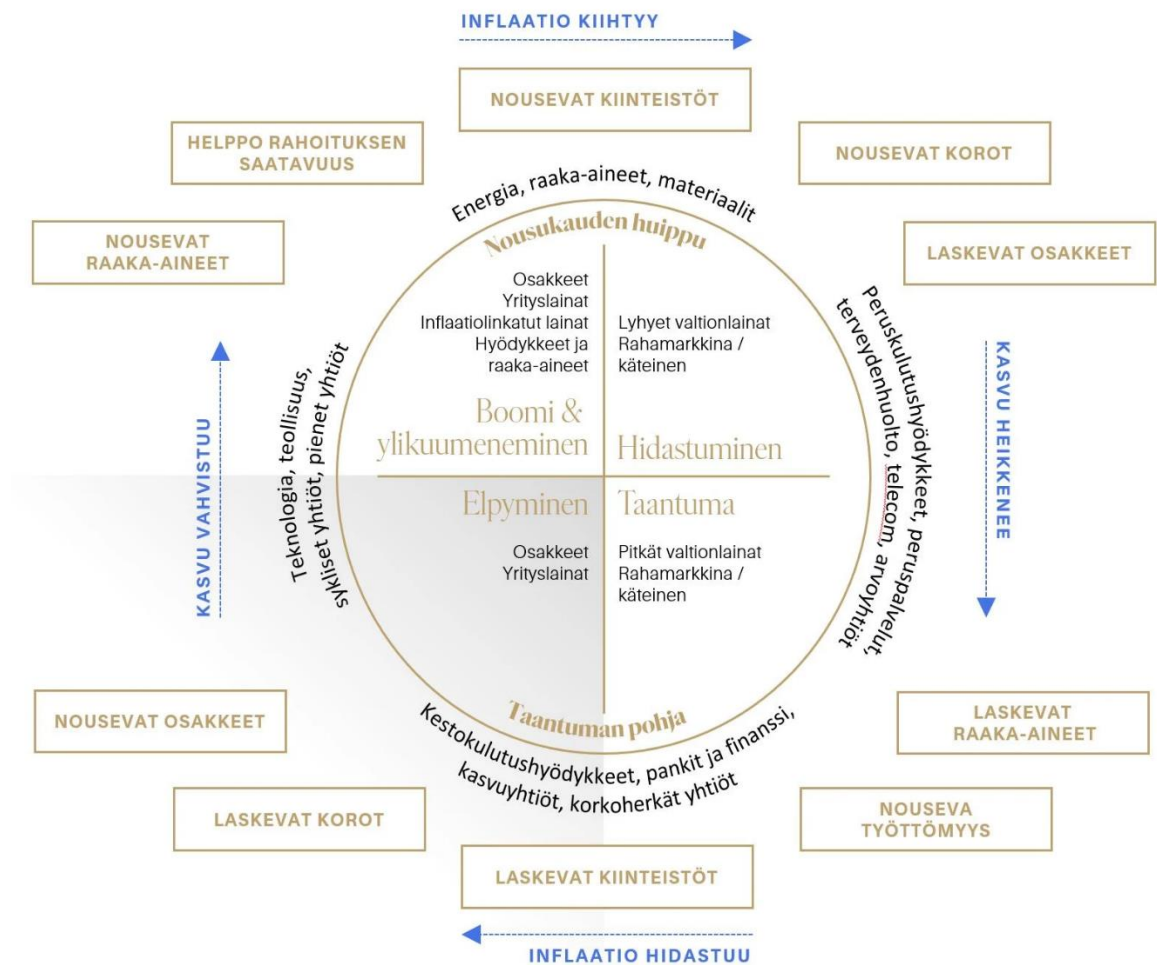 INFLAATIO KIIHTYY
NOUSEVAT KIINTEISTÖT
HELPPO RAHOITUKSEN
SAATAVUUS
NOUSEVAT KOROT
NOUSEVAT
RAAKA-AINEET
LASKEVAT OSAKKEET
Energia, raaka-aineet, materiaalit
Nousukauden huippu
Osakkeet
Yrityslainat
Inflaatiolinkatut lainat
Hyödykkeet ja
raaka-aineet
Lyhyet valtionlainat
Rahamarkkina /
käteinen
Boomi &
ylikuumeneminen
Hidastuminen
KASVU VAHVISTUU
Teknologia, teollisuus,
sykliset yhtiöt, pienet yhtiöt
Peruskulutushyödykkeet, peruspalvelut,
terveydenhuolto, telecom, arvoyhtiöt
KASVU HEIKKENEE
Elpyminen
Taantuma
Osakkeet
Yrityslainat
Pitkät valtionlainat
Rahamarkkina /
käteinen
Taantuman pohja
Kestokulutushyödykkeet, pankit ja finanssi,
kasvuyhtiöt, korkoherkät yhtiöt
NOUSEVAT OSAKKEET
LASKEVAT
RAAKA-AINEET
LASKEVAT KOROT
NOUSEVA
TYÖTTÖMYYS
LASKEVAT KIINTEISTÖT
INFLAATIO HIDASTUU